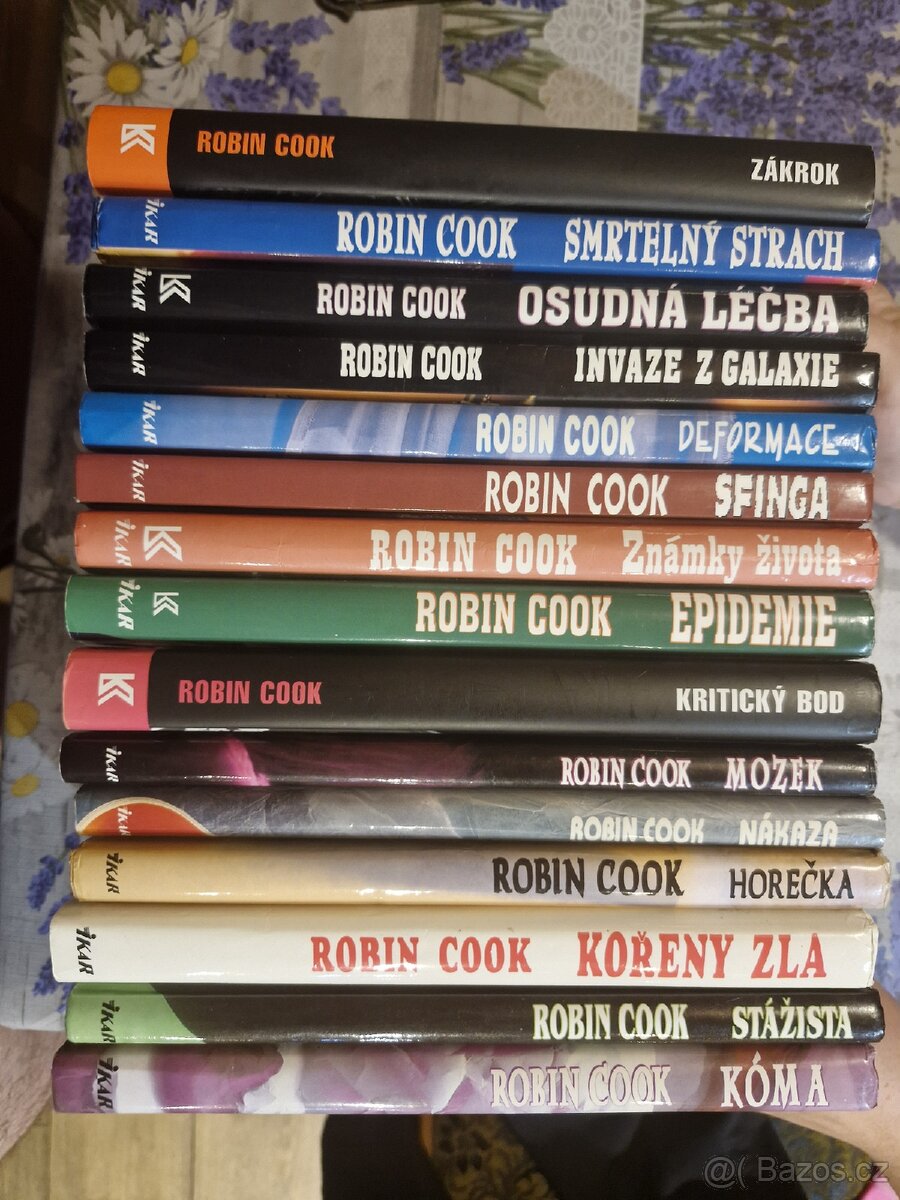 ROBIN COOK ZÁKROK
IKAR ROBIN COOK SMRTELNÝ STRACH
IKAR ROBIN COOK OSUDNÁ LÉČBA
IKAR ROBIN COOK INVAZE Z GALAXIE
IKAR ROBIN COOK DEFORMACE
IKAR ROBIN COOK SFINGA
IKAR ROBIN COOK Známky života
IKAR ROBIN COOK EPIDEMIE
ROBIN COOK KRITICKÝ BOD
IKAR ROBIN COOK MOZEK
IKAR ROBIN COOK NÁKAZA
IKAR ROBIN COOK HOREČKA
IKAR ROBIN COOK KOŘENY ZLA
IKAR ROBIN COOK STÁŽISTA
IKAR ROBIN COOK KÓMA
@( Bazos.cz